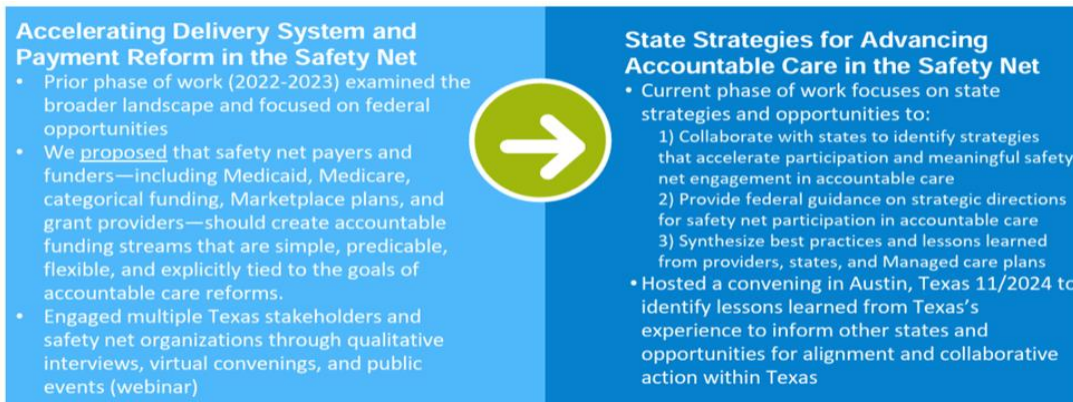 Accelerating Delivery System and
Payment Reform in the Safety Net
• Prior phase of work (2022-2023) examined the
broader landscape and focused on federal
opportunities
• We proposed that safety net payers and
funders—including Medicaid, Medicare,
categorical funding, Marketplace plans, and
grant providers—should create accountable
funding streams that are simple, predicable,
flexible, and explicitly tied to the goals of
accountable care reforms.
• Engaged multiple Texas stakeholders and
safety net organizations through qualitative
interviews, virtual convenings, and public
events (webinar)
State Strategies for Advancing
Accountable Care in the Safety Net
• Current phase of work focuses on state
strategies and opportunities to:
1) Collaborate with states to identify strategies
that accelerate participation and meaningful safety
net engagement in accountable care
2) Provide federal guidance on strategic directions
for safety net participation in accountable care
3) Synthesize best practices and lessons learned
from providers, states, and Managed care plans
• Hosted a convening in Austin, Texas 11/2024 to
identify lessons learned from Texas's
experience to inform other states and
opportunities for alignment and collaborative
action within Texas